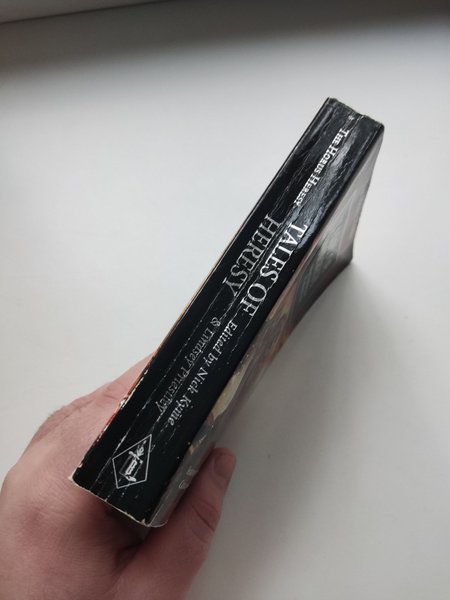 THE HORUS HERESY
TALES OF
HERESY
Edited by Nick Kyme
& Lindsey Priestley